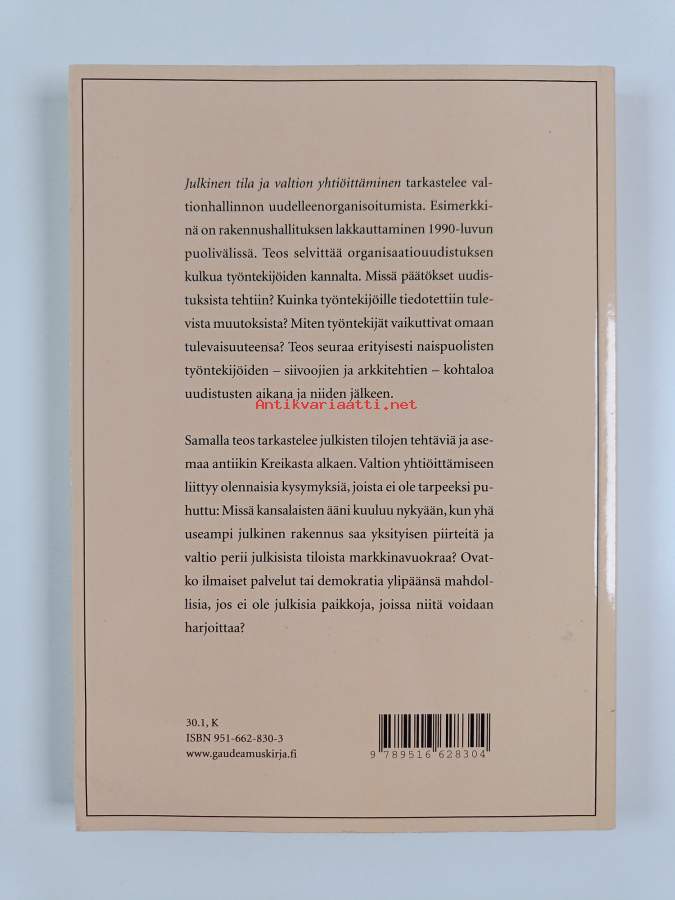 Julkinen tila ja valtion yhtiöittäminen tarkastelee val-
tionhallinnon uudelleenorganisoitumista. Esimerkki-
nä on rakennushallituksen lakkauttaminen 1990-luvun
puolivälissä. Teos selvittää organisaatiouudistuksen
kulkua työntekijöiden kannalta. Missä päätökset uudis-
tuksista tehtiin? Kuinka työntekijöille tiedotettiin tule-
vista muutoksista? Miten työntekijät vaikuttivat omaan
tulevaisuuteensa? Teos seuraa erityisesti naispuolisten
työntekijöiden – siivoojien ja arkkitehtien – kohtaloa
uudistusten aikana ja niiden jälkeen.
Antikvariaatti.net
Samalla teos tarkastelee julkisten tilojen tehtäviä ja ase-
maa antiikin Kreikasta alkaen. Valtion yhtiöittämiseen
liittyy olennaisia kysymyksiä, joista ei ole tarpeeksi pu-
huttu: Missä kansalaisten ääni kuuluu nykyään, kun yhä
useampi julkinen rakennus saa yksityisen piirteitä ja
valtio perii julkisista tiloista markkinavuokraa? Ovat-
ko ilmaiset palvelut tai demokratia ylipäänsä mahdol-
lisia, jos ei ole julkisia paikkoja, joissa niitä voidaan
harjoittaa?
30.1, K
ISBN 951-662-830-3
www.gaudeamuskirja.fi
9 789516 628304